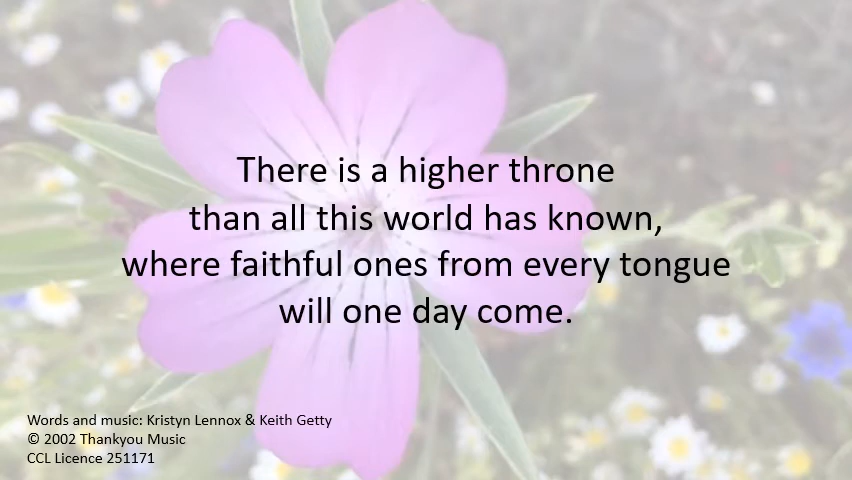 There is a higher throne
than all this world has known,
where faithful ones from every tongue
will one day come.
Words and music: Kristyn Lennox & Keith Getty
© 2002 Thankyou Music
CCL Licence 251171